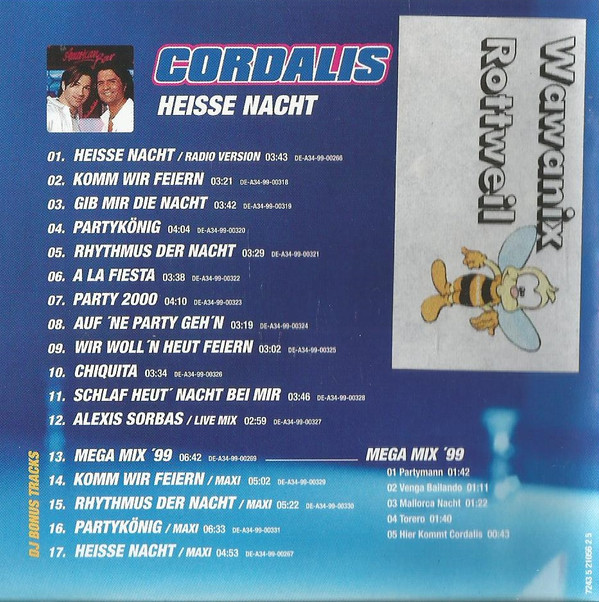 CORDALIS
HEISSE NACHT
01. HEISSE NACHT / RADIO VERSION 03:43 DE-A34-99-00266
02. KOMM WIR FEIERN 03:21 DE-A34-99-00318
03. GIB MIR DIE NACHT 03:42 DE-A34-99-00319
04. PARTYKÖNIG 04:04 DE-A34-99-00320
05. RHYTHMUS DER NACHT 03:29 DE-A34-99-00321
06. A LA FIESTA 03:38 DE-A34-99-00322
07. PARTY 2000 04:10 DE-A34-99-00323
08. AUF ´NE PARTY GEH´N 03:19 DE-A34-99-00324
09. WIR WOLL´N HEUT FEIERN 03:02 DE-A34-99-00325
10. CHIQUITA 03:34 DE-A34-99-00326
11. SCHLAF HEUT´ NACHT BEI MIR 03:46 DE-A34-99-00328
12. ALEXIS SORBAS / LIVE MIX 02:59 DE-A34-99-00327
DJ BONUS TRACKS
13. MEGA MIX ´99 06:42 DE-A34-99-00269
14. KOMM WIR FEIERN / MAXI 05:02 DE-A34-99-00329
15. RHYTHMUS DER NACHT / MAXI 05:22 DE-A34-99-00330
16. PARTYKÖNIG / MAXI 06:33 DE-A34-99-00331
17. HEISSE NACHT / MAXI 04:53 DE-A34-99-00267
MEGA MIX ´99
01 Partymann 01:42
02 Venga Bailando 01:11
03 Mallorca Nacht 01:22
04 Torero 01:40
05 Hier Kommt Cordalis 00:43
Wawanix
Rottweil